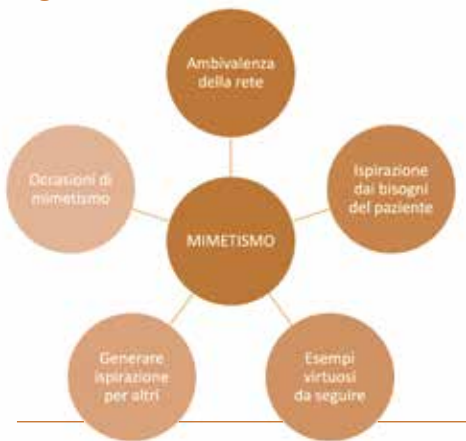 Ambivalenza
della rete
Ispirazione
dai bisogni
del paziente
Esempi
virtuosi
da seguire
Generare
ispirazione
per altri
Occasioni di
mimetismo
MIMETISMO